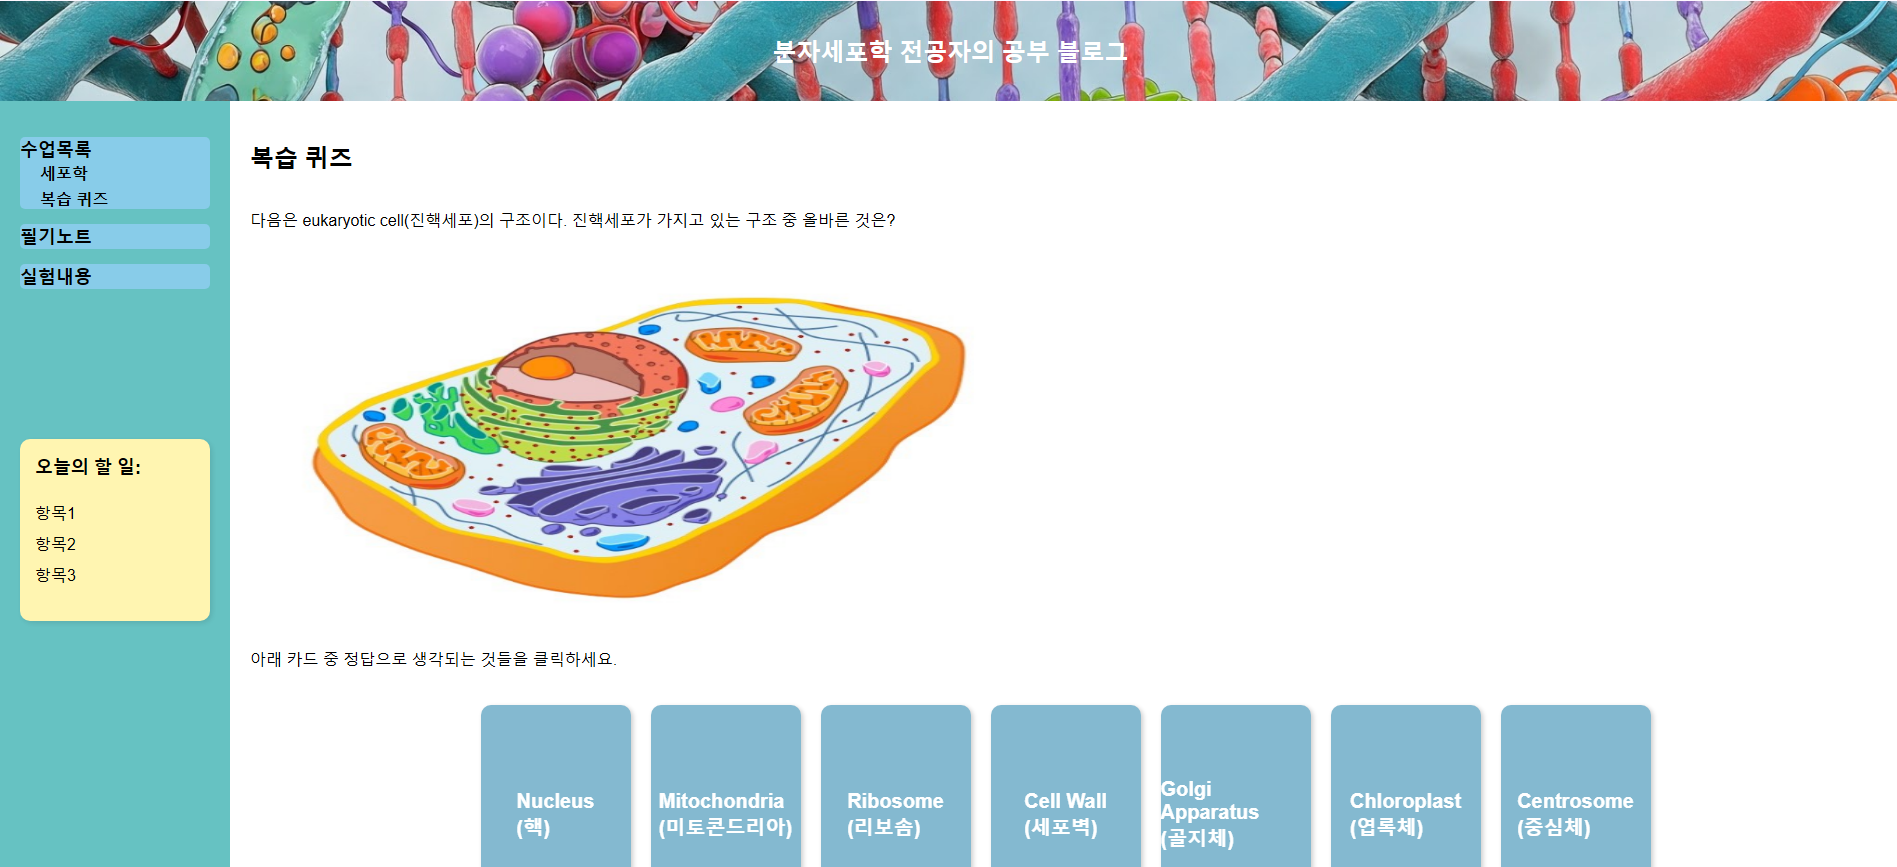 분자세포학 전공자의 공부 블로그
수업목록
세포학
복습 퀴즈
필기노트
실험내용
오늘의 할 일:
항목1
항목2
항목3
복습 퀴즈
다음은 eukaryotic cell(진핵세포)의 구조이다. 진핵세포가 가지고 있는 구조 중 올바른 것은?
아래 카드 중 정답으로 생각되는 것들을 클릭하세요.
Nucleus
(핵)
Mitochondria
(미토콘드리아)
Ribosome
(리보솜)
Cell Wall
(세포벽)
Golgi
Apparatus
(골지체)
Chloroplast
(엽록체)
Centrosome
(중심체)